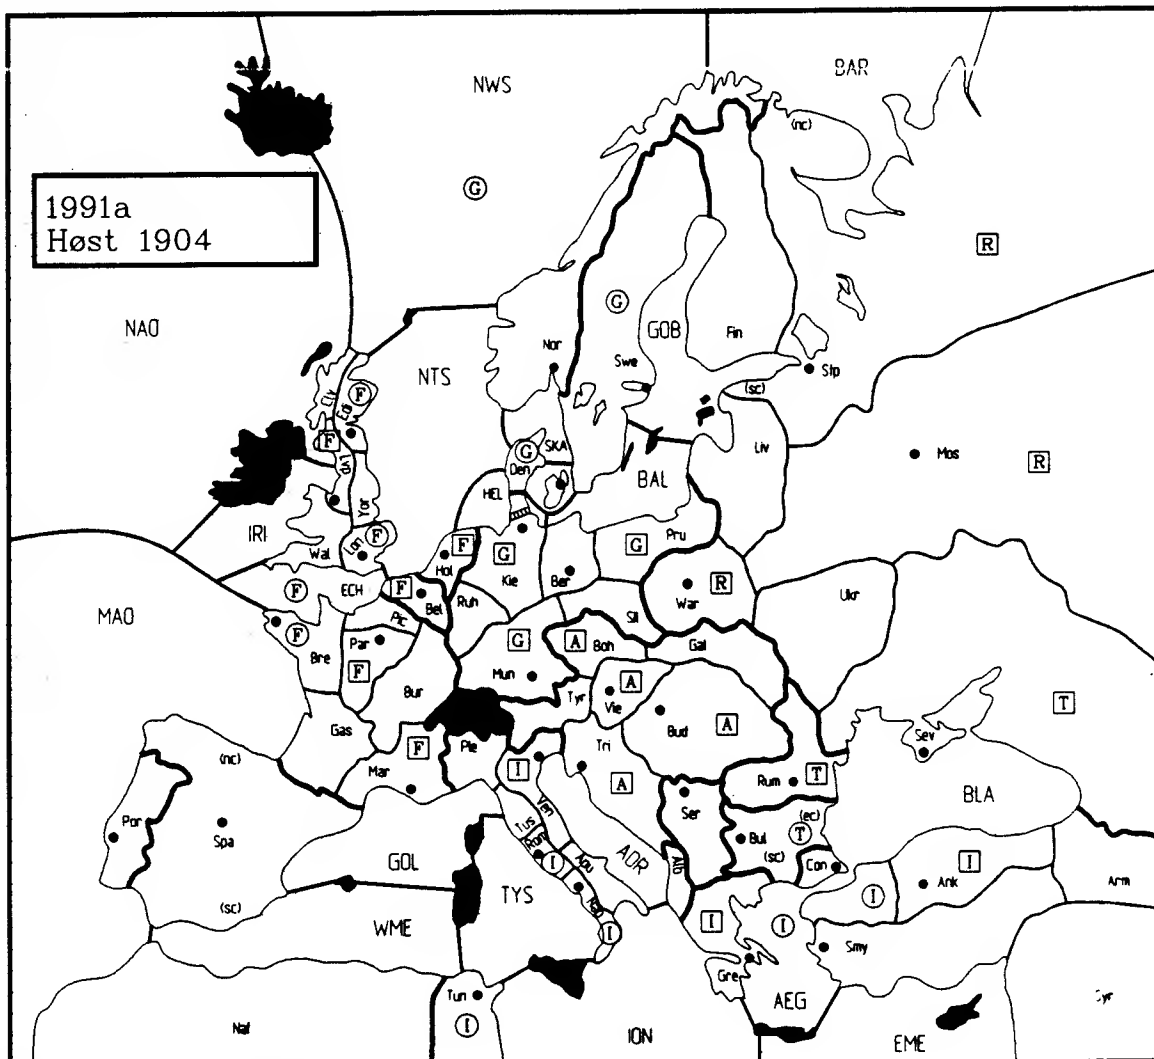 NWS
BAR
(nc)
G
1991a
Høst 1904
R
G
NAO
GOB
Fin
Nor
NTS
Swe
Stp
Cly
Edi
F
(sc)
F
SKA
Liv
Mos
R
Lvp
G
Den
BAL
Yor
HEL
IRI
Pru
Wal
Lon
F
F
Hol
G
Kie
G
Ber
R
War
Ukr
F
ECH
F
Bel
Ruh
Sil
MAO
F
Pic
Bre
Par
F
G
Mun
A
Boh
Gal
Bur
Tyr
A
Vie
Bud
A
T
Gas
Sev
(nc)
Mar
F
Pie
I
Tri
A
Rum
T
Ser
BLA
Por
Spa
Tus
Ven
(ec)
Bul
T
(sc)
Rom
I
Apu
ADR
Alb
Con
GOL
I
Ank
Arm
TYS
Nap
I
(sc)
WME
I
I
I
Smy
Gre
Tun
AEG
Naf
I
ION
EME